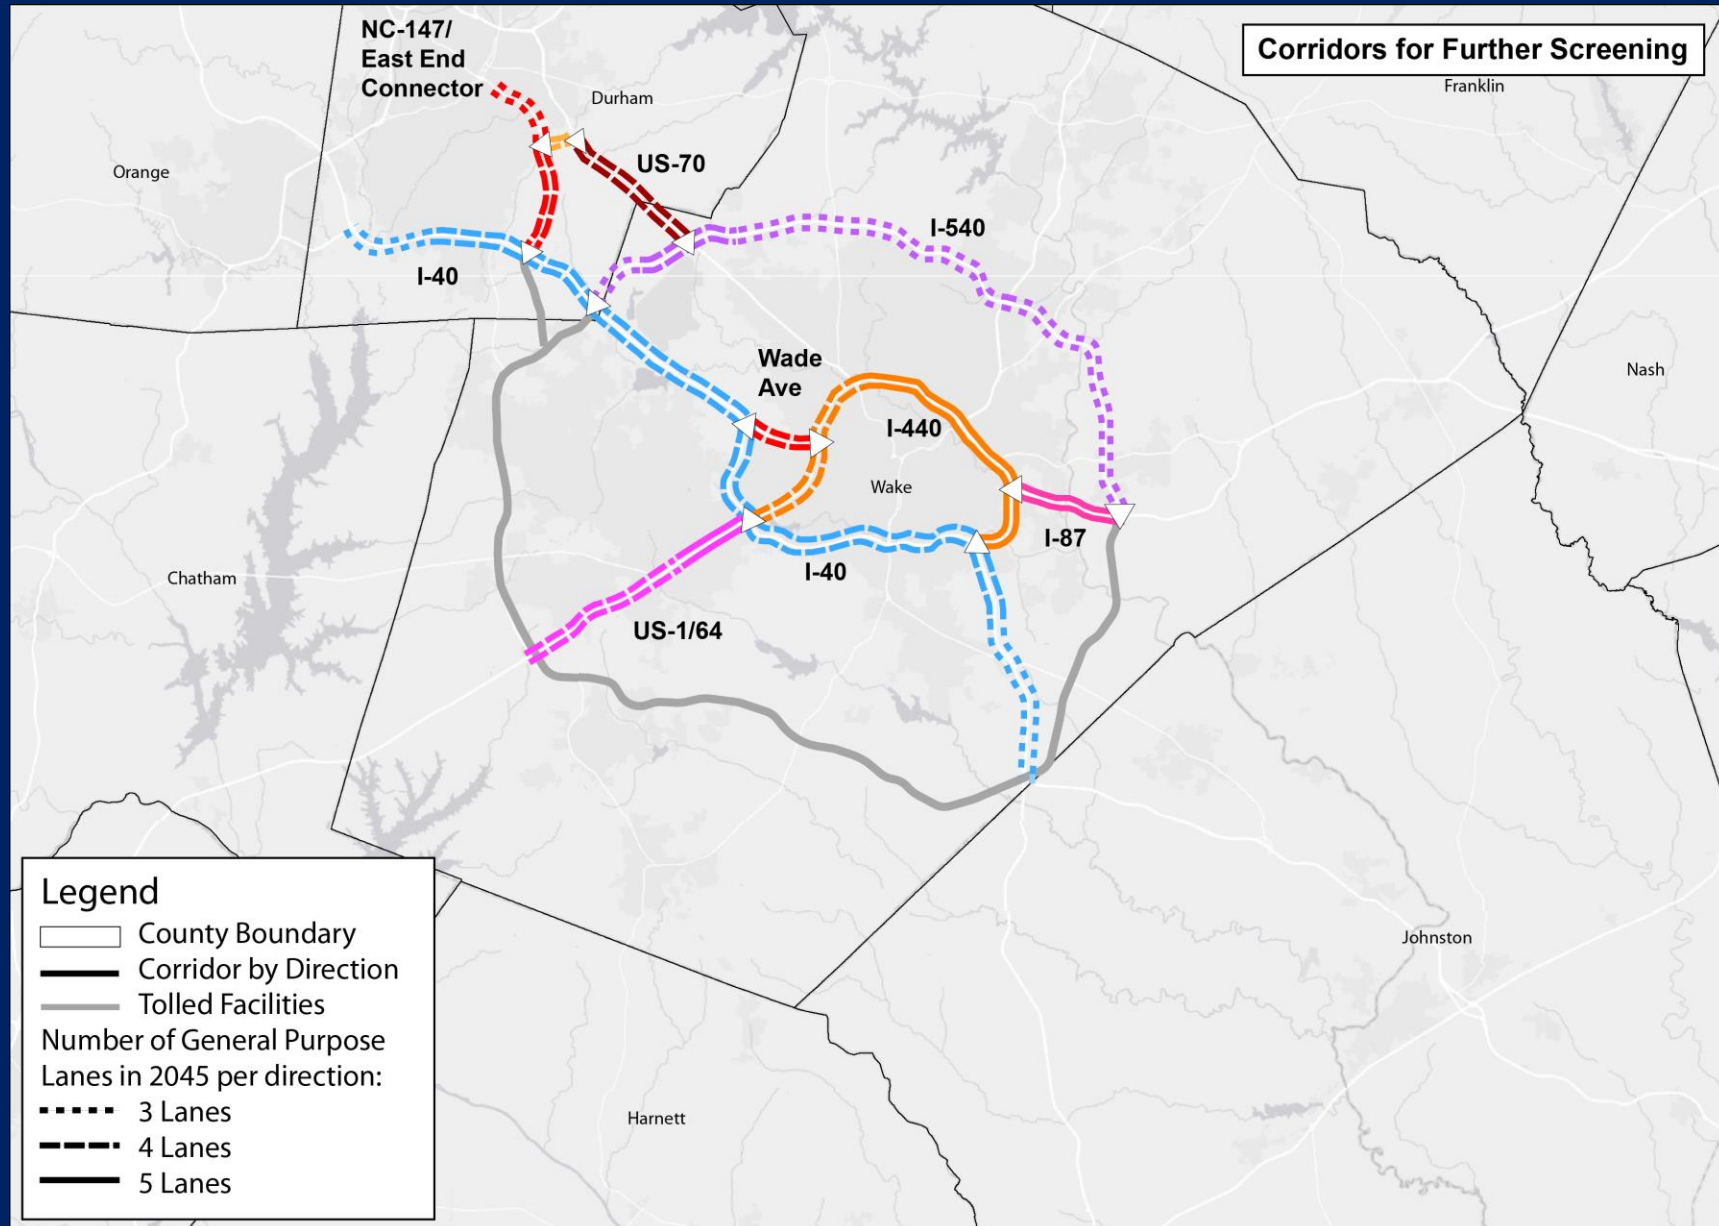 Corridors for Further Screening
NC-147/
East End
Connector
Durham
Franklin
Orange
US-70
I-540
I-40
Wade
Ave
Nash
I-440
Wake
I-87
I-40
Chatham
US-1/64
Johnston
Harnett
Legend
County Boundary
Corridor by Direction
Tolled Facilities
Number of General Purpose
Lanes in 2045 per direction:
3 Lanes
4 Lanes
5 Lanes